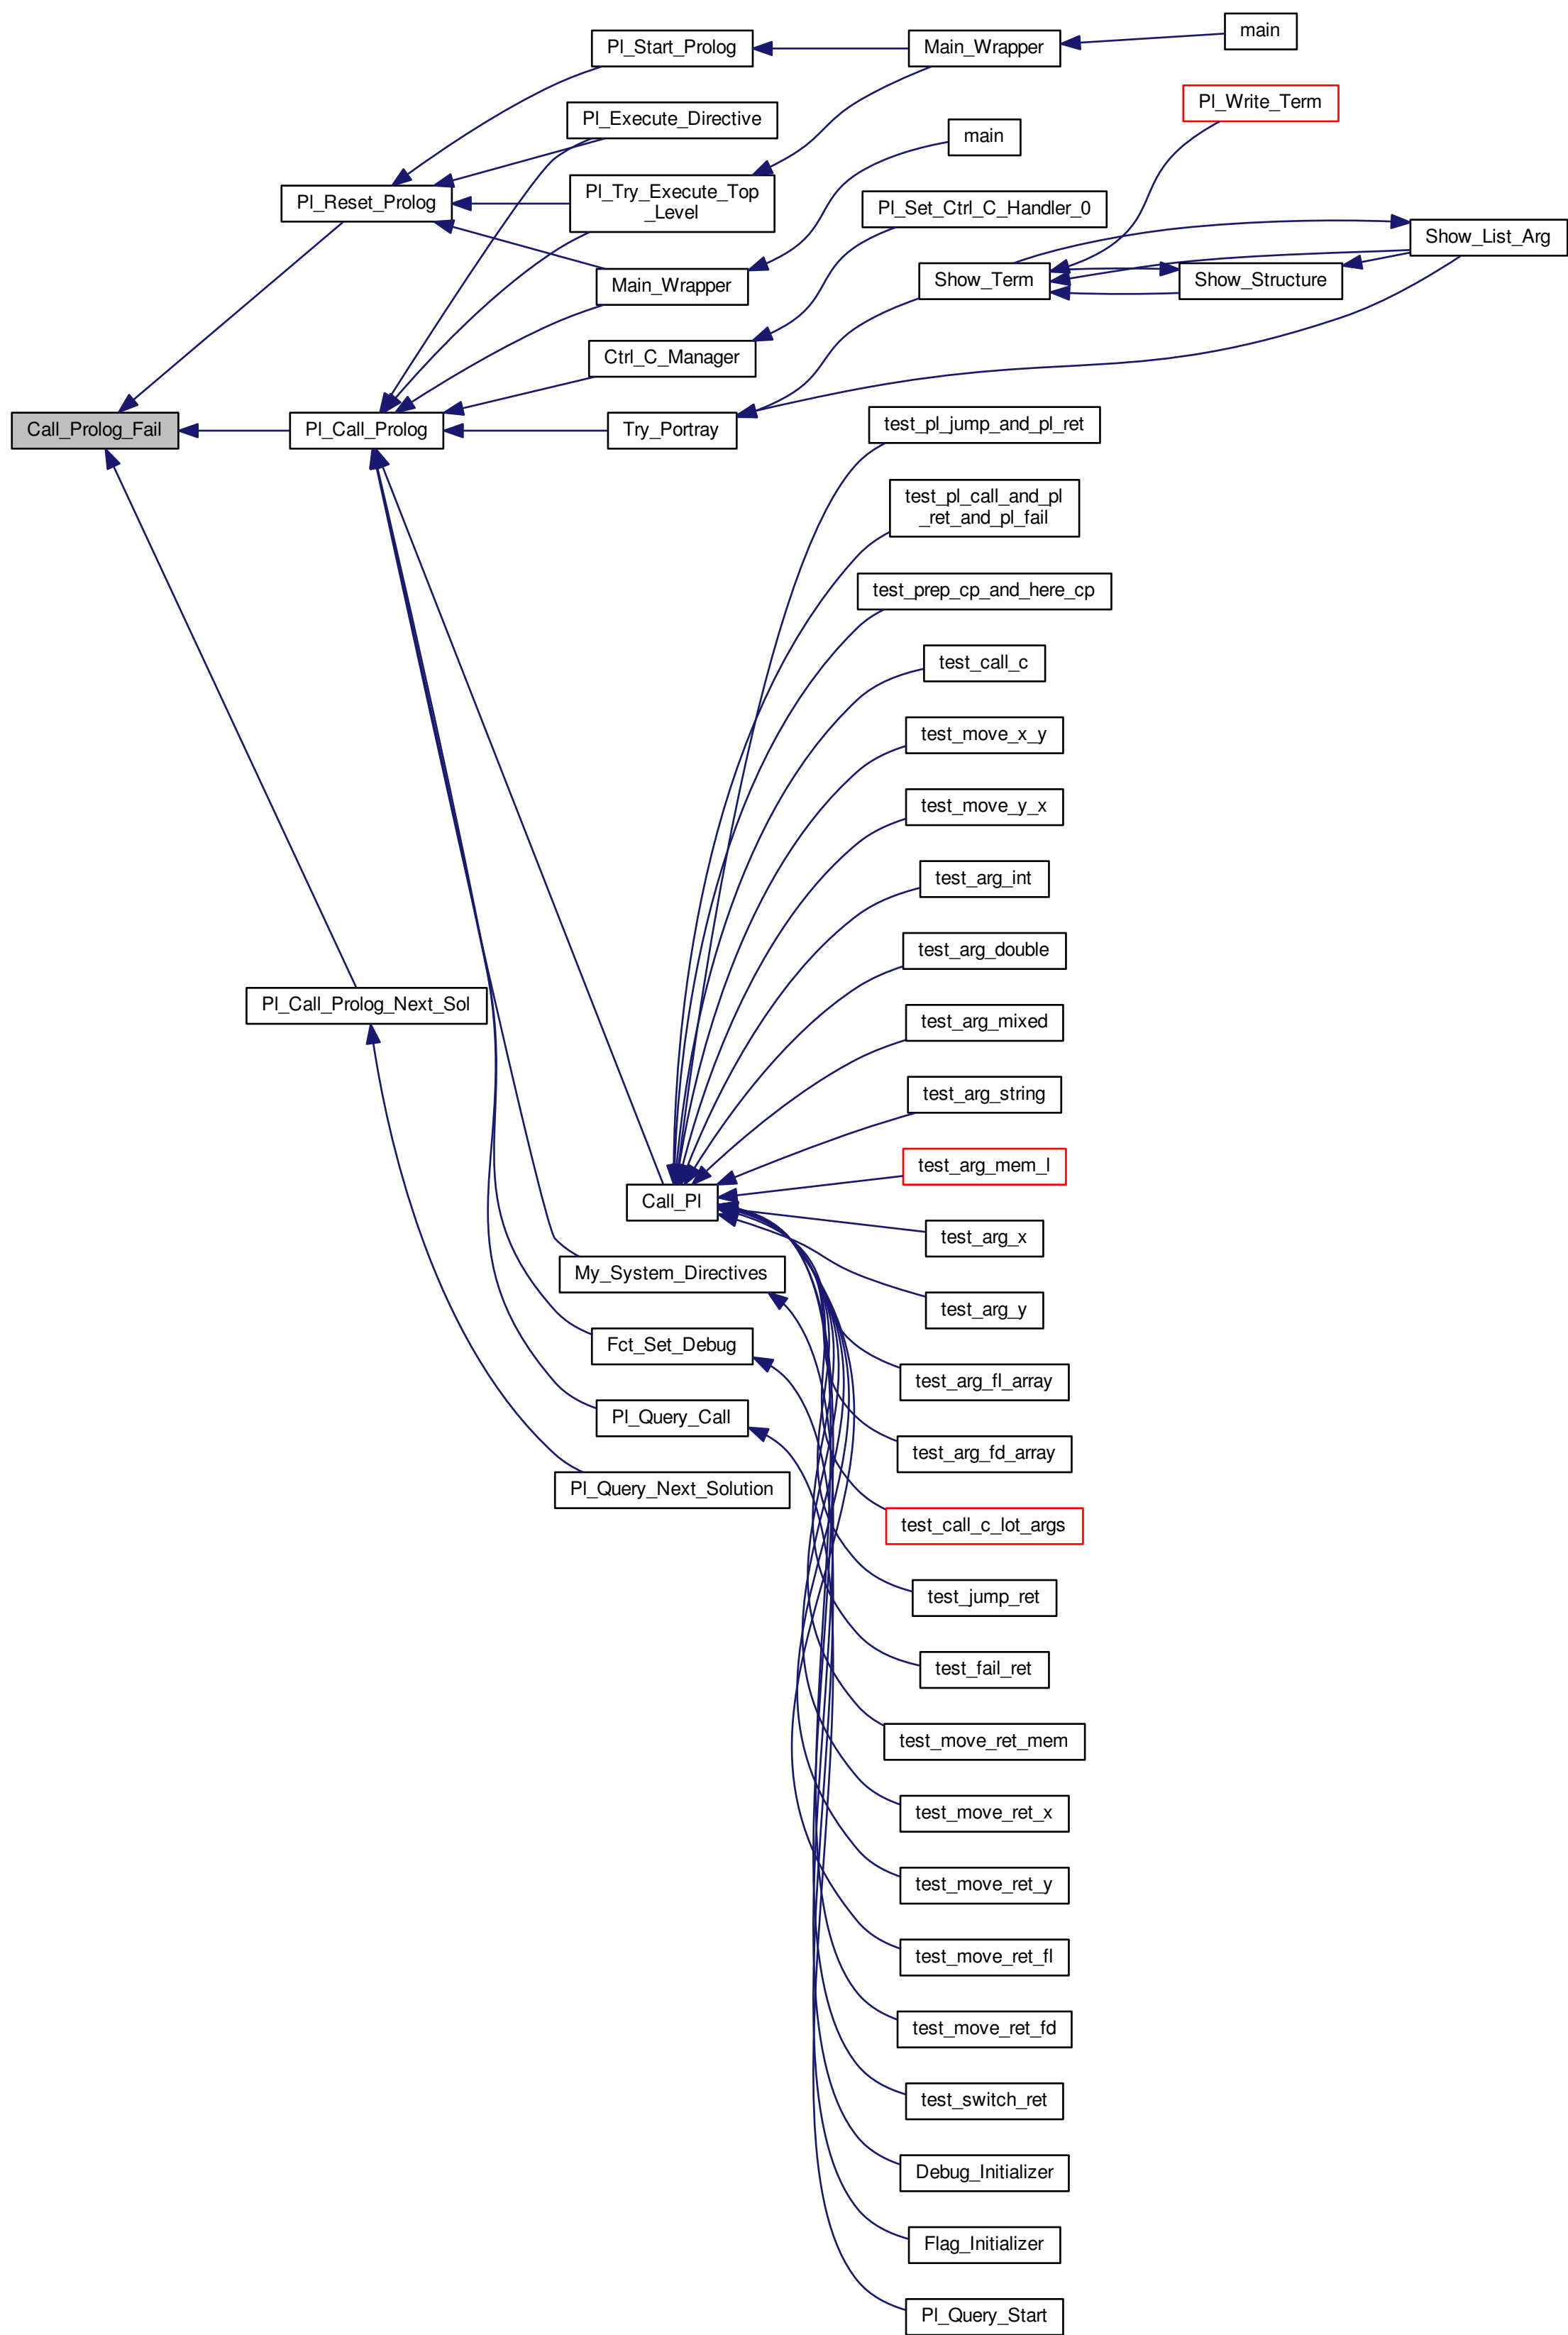 main
Pl_Start_Prolog
Main_Wrapper
Pl_Write_Term
Pl_Execute_Directive
main
Pl_Reset_Prolog
Pl_Try_Execute_Top
_Level
Pl_Set_Ctrl_C_Handler_0
Show_List_Arg
Main_Wrapper
Show_Term
Show_Structure
Ctrl_C_Manager
Call_Prolog_Fail
Pl_Call_Prolog
Try_Portray
test_pl_jump_and_pl_ret
test_pl_call_and_pl
_ret_and_pl_fail
test_prep_cp_and_here_cp
test_call_c
test_move_x_y
test_move_y_x
test_arg_int
test_arg_double
Pl_Call_Prolog_Next_Sol
test_arg_mixed
test_arg_string
test_arg_mem_l
Call_Pl
test_arg_x
My_System_Directives
test_arg_y
Fct_Set_Debug
test_arg_fl_array
Pl_Query_Call
test_arg_fd_array
Pl_Query_Next_Solution
test_call_c_lot_args
test_jump_ret
test_fail_ret
test_move_ret_mem
test_move_ret_x
test_move_ret_y
test_move_ret_fl
test_move_ret_fd
test_switch_ret
Debug_Initializer
Flag_Initializer
Pl_Query_Start